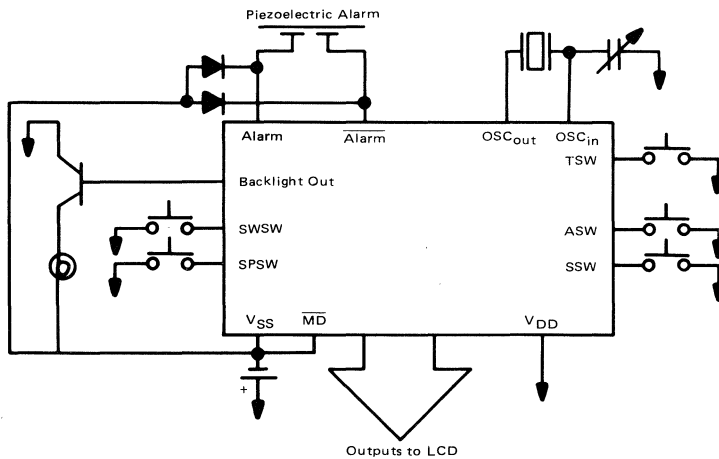 Piezoelectric Alarm
Alarm
Alarm
OSCout
OSCin
TSW
Backlight Out
SWSW
ASW
SPSW
SSW
VSS
MD
VDD
+
Outputs to LCD